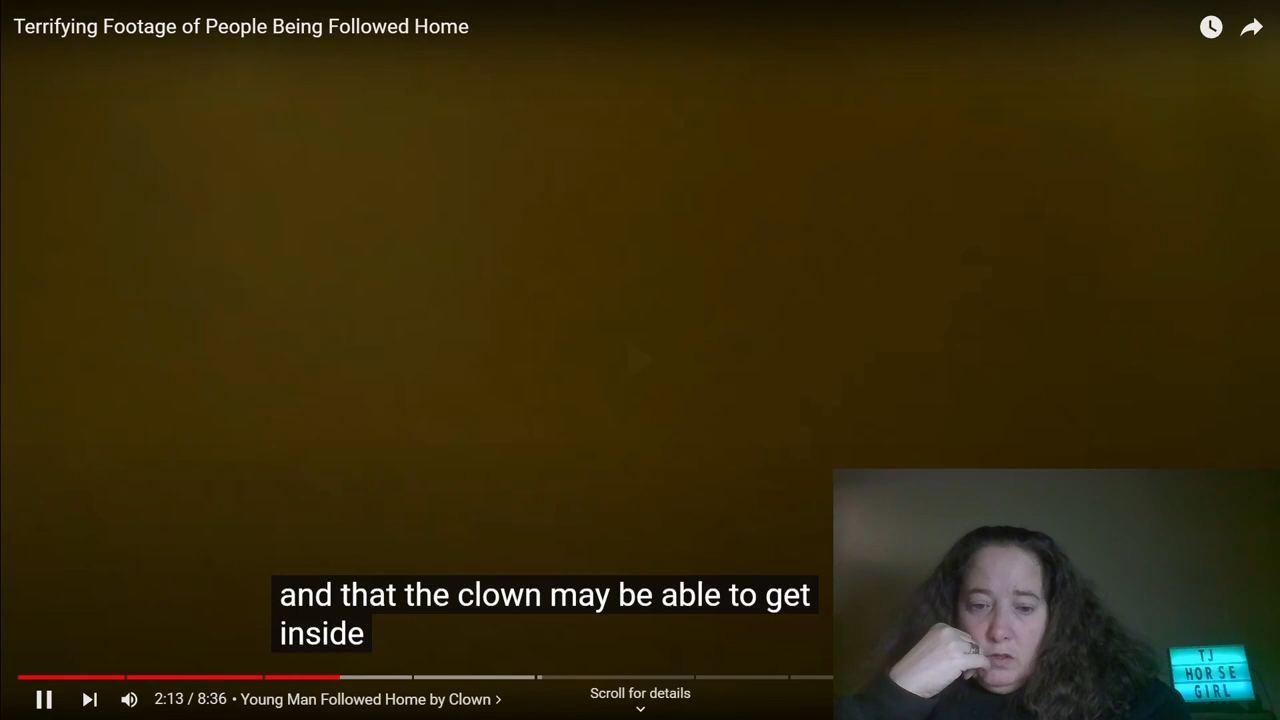 Terrifying Footage of People Being Followed Home
and that the clown may be able to get
inside
2:13 / 8:36 • Young Man Followed Home by Clown >
Scroll for details
TJ
HORSE
GIRL